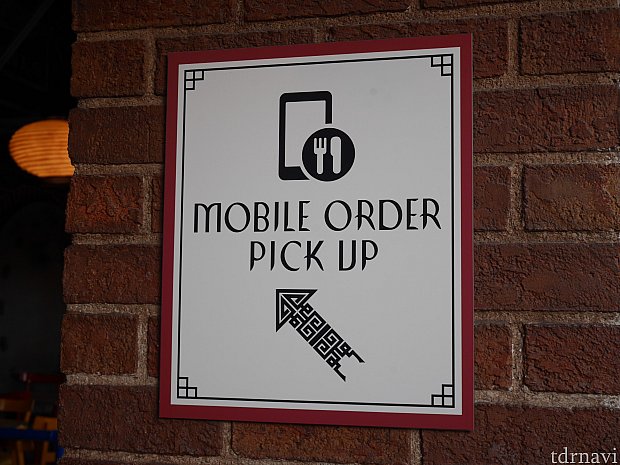 MOBILE ORDER
PICK UP
tdrnavi